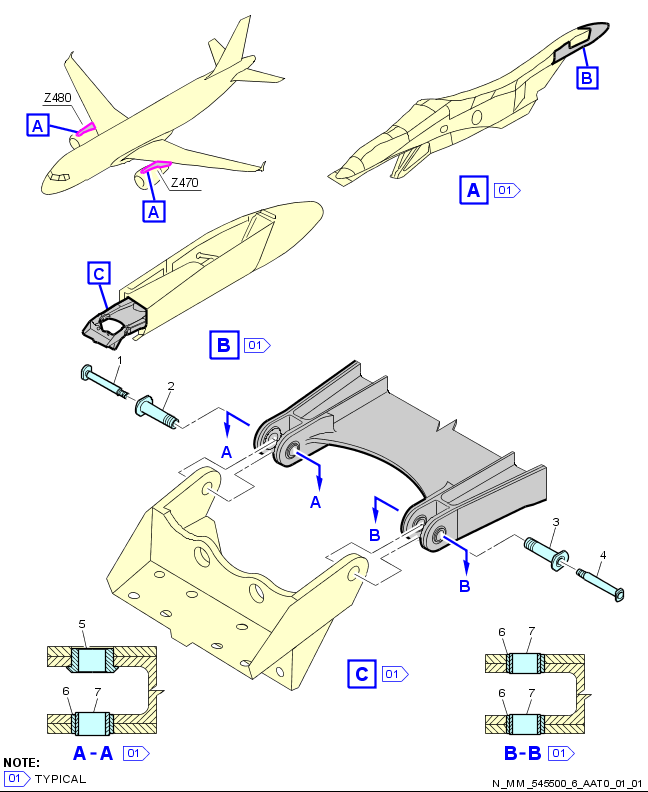 Z480
A
Z470
A
B
A 01
C
B 01
1
2
A
A
B
B
3
4
C 01
5
6 7
A-A 01
6 7
6 7
B-B 01
NOTE:
01 TYPICAL
N_MM_545500_6_AAT0_01_01